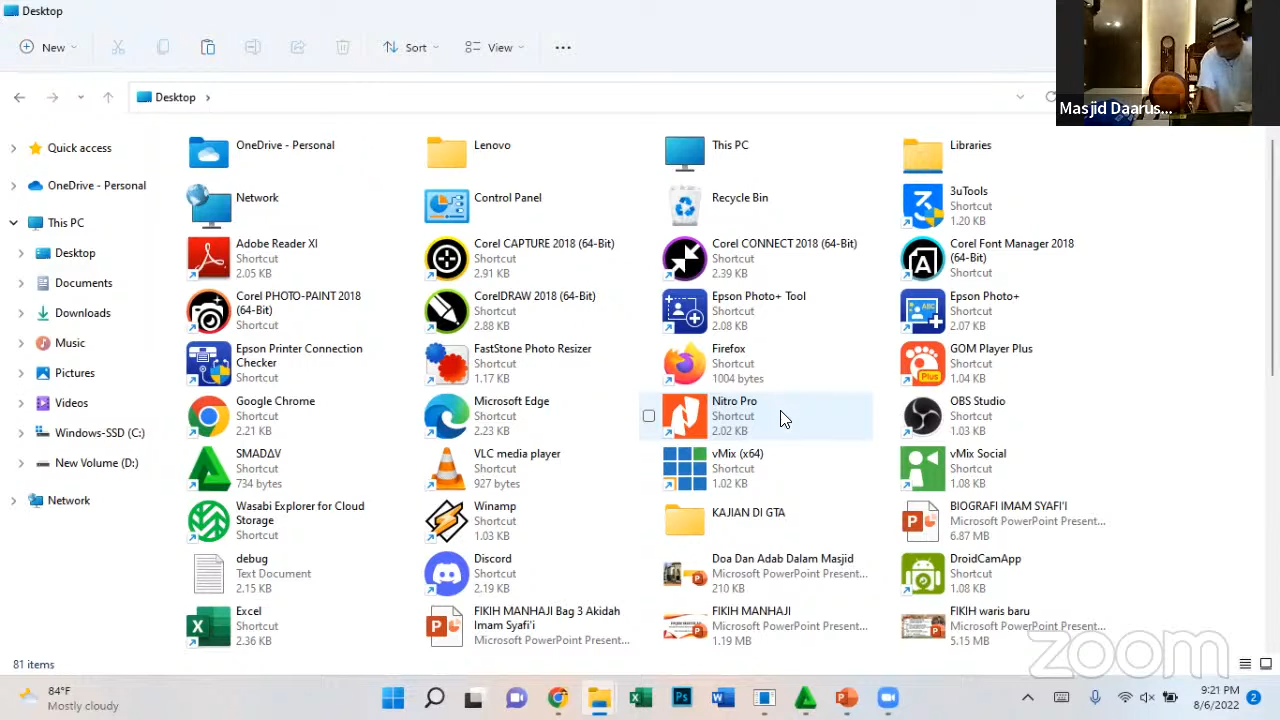 Desktop
New
Sort
View
Desktop
Masjid Daarus...
Quick access
OneDrive - Personal
This PC
Desktop
Documents
Downloads
Music
Pictures
Videos
Windows-SSD (C:)
New Volume (D:)
Network
OneDrive - Personal
Lenovo
This PC
Libraries
Network
Control Panel
Recycle Bin
3uTools
Shortcut
1.20 KB
Adobe Reader XI
Shortcut
2.05 KB
Corel CAPTURE 2018 (64-Bit)
Shortcut
2.91 KB
Corel CONNECT 2018 (64-Bit)
Shortcut
2.39 KB
Corel Font Manager 2018
(64-Bit)
Shortcut
Corel PHOTO-PAINT 2018
(64-Bit)
Shortcut
CorelDRAW 2018 (64-Bit)
Shortcut
2.88 KB
Epson Photo+ Tool
Shortcut
2.08 KB
Epson Photo+
Shortcut
2.07 KB
Epson Printer Connection
Checker
Shortcut
FastStone Photo Resizer
Shortcut
1.17 KB
Firefox
Shortcut
1004 bytes
Plus
GOM Player Plus
Shortcut
1.04 KB
Google Chrome
Shortcut
2.21 KB
Microsoft Edge
Shortcut
2.23 KB
Nitro Pro
Shortcut
2.02 KB
OBS Studio
Shortcut
1.03 KB
SMADΔV
Shortcut
734 bytes
VLC media player
Shortcut
927 bytes
vMix (x64)
Shortcut
1.02 KB
vMix Social
Shortcut
1.08 KB
Wasabi Explorer for Cloud
Storage
Shortcut
Winamp
Shortcut
1.03 KB
KAJIAN DI GTA
BIOGRAFI IMAM SYAFI'I
Microsoft PowerPoint Present...
6.87 MB
debug
Text Document
2.15 KB
Discord
Shortcut
2.19 KB
Doa Dan Adab Dalam Masjid
Microsoft PowerPoint Present...
210 KB
DroidCamApp
Shortcut
1.08 KB
Excel
Shortcut
2.36 KB
FIKIH MANHAJI Bag 3 Akidah
Imam Syafi'i
Microsoft PowerPoint Present...
FIKIH MANHAJI
Microsoft PowerPoint Present...
1.19 MB
FIKIH waris baru
Microsoft PowerPoint Present...
5.15 MB
zoom
81 items
84°F
Mostly cloudy
9:21 PM
8/6/2022
2